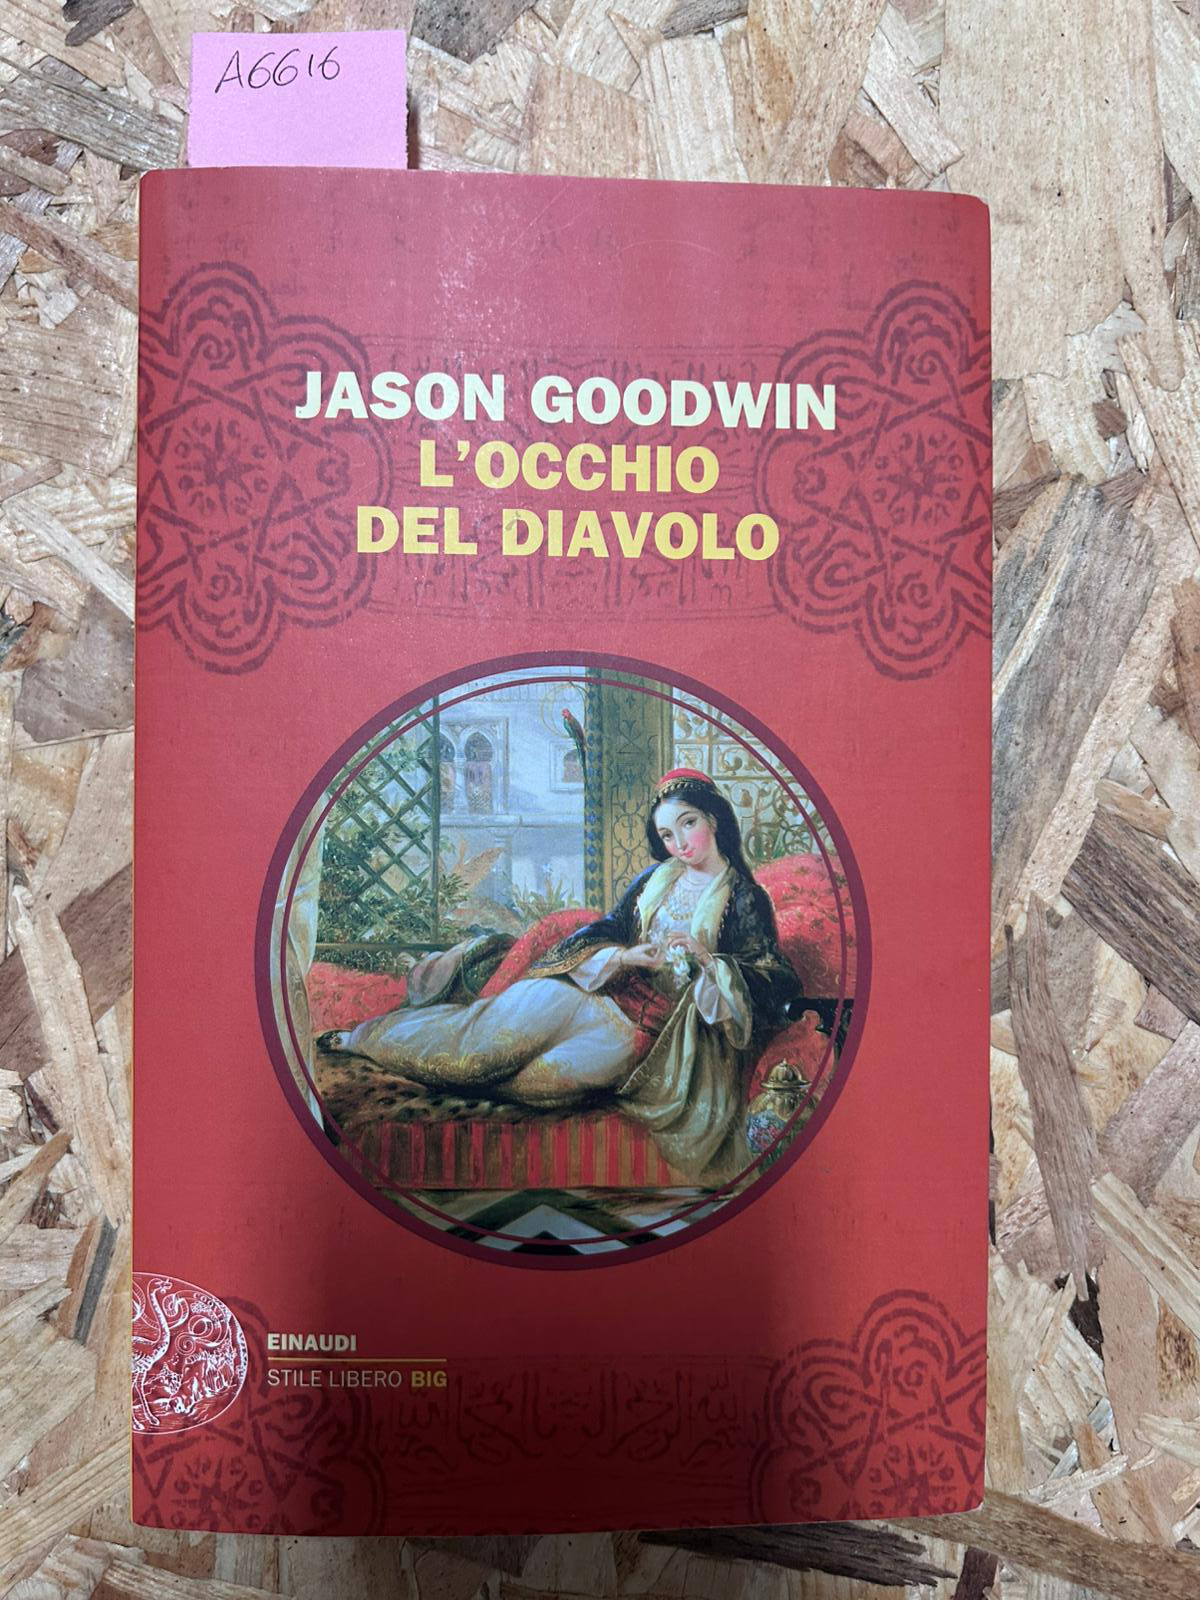 A6616
JASON GOODWIN
L'OCCHIO
DEL DIAVOLO
EINAUDI
STILE LIBERO BIG